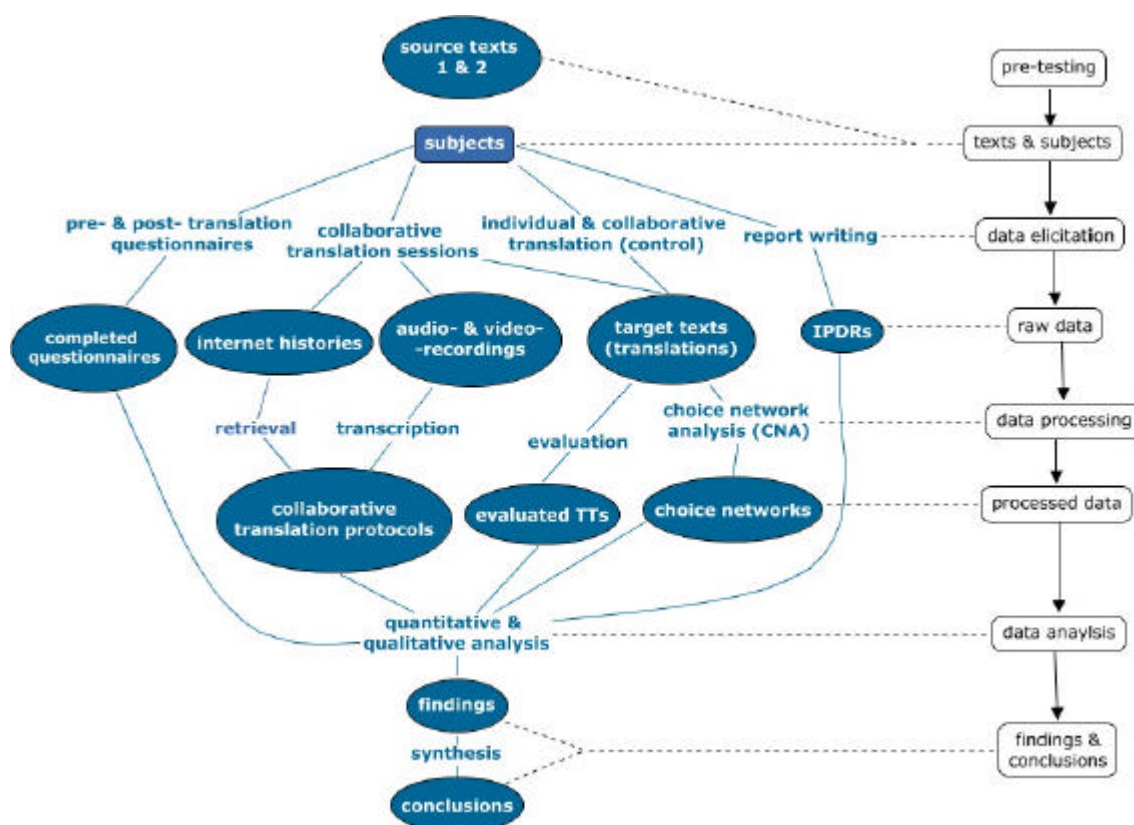 source texts
1 & 2
pre-testing
subjects
texts & subjects
pre- & post- translation
questionnaires
collaborative
translation sessions
individual & collaborative
translation (control)
report writing
data elicitation
completed
questionnaires
internet histories
audio- & video-
-recordings
target texts
(translations)
IPDRs
raw data
retrieval
transcription
evaluation
choice network
analysis (CNA)
data processing
collaborative
translation protocols
evaluated TTs
choice networks
processed data
quantitative &
qualitative analysis
data anaylsis
findings
synthesis
conclusions
findings &
conclusions